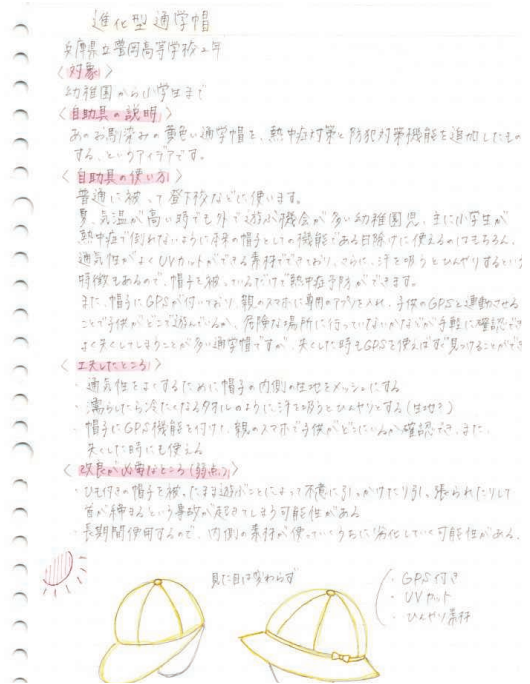 進化型通学帽
兵庫県立豊岡高等学校2年
〈対象〉
幼稚園から小学生まで
〈自助具の説明〉
あのお馴染みの黄色い通学帽を、熱中症対策と防犯対策機能を追加したもの
する、というアイデアです。
〈自助具の使い方〉
普通に被って登下校などに使います。
夏、気温が高い時でも外で遊ぶ機会が多い幼稚園児、主に小学生が
熱中症で倒れないように本来の帽子としての機能である日除けに使えるのはもちろん、
通気性がよくUVカットができる素材でできており、さらに、汗を吸うとひんやりするという
特徴もあるので、帽子を被っているだけで熱中症予防ができます。
また、帽子にGPSが付いており、親のスマホに専用のアプリを入れ、子供のGPSと連動させる
ことで子供がどこで遊んでいるか、危険な場所に行っていないかなどが手軽に確認でき
よく失くしてしまうことが多い通学帽ですが、失くした時もGPSを使えばすぐ見つけることができ
〈工夫したところ〉
・通気性をよくするために帽子の内側の生地をメッシュにする
・濡らしたら冷たくなるタオルのように汗を吸うとひんやりとする(生地?)
・帽子にGPS機能を付けて、親のスマホで子供がどこにいるか確認でき、また、
失くした時にも使える
〈改良が必要なところ(弱点)〉
・ひも付きの帽子を被ったまま遊ぶことによって不意に引っかけたり引っ張られたりして
首が締まるという事故が起きてしまう可能性がある
・長期間使用するので、内側の素材が使っていくうちに劣化していく可能性がある。
見た目は変わらず
・GPS付き
・UVカット
・ひんやり素材